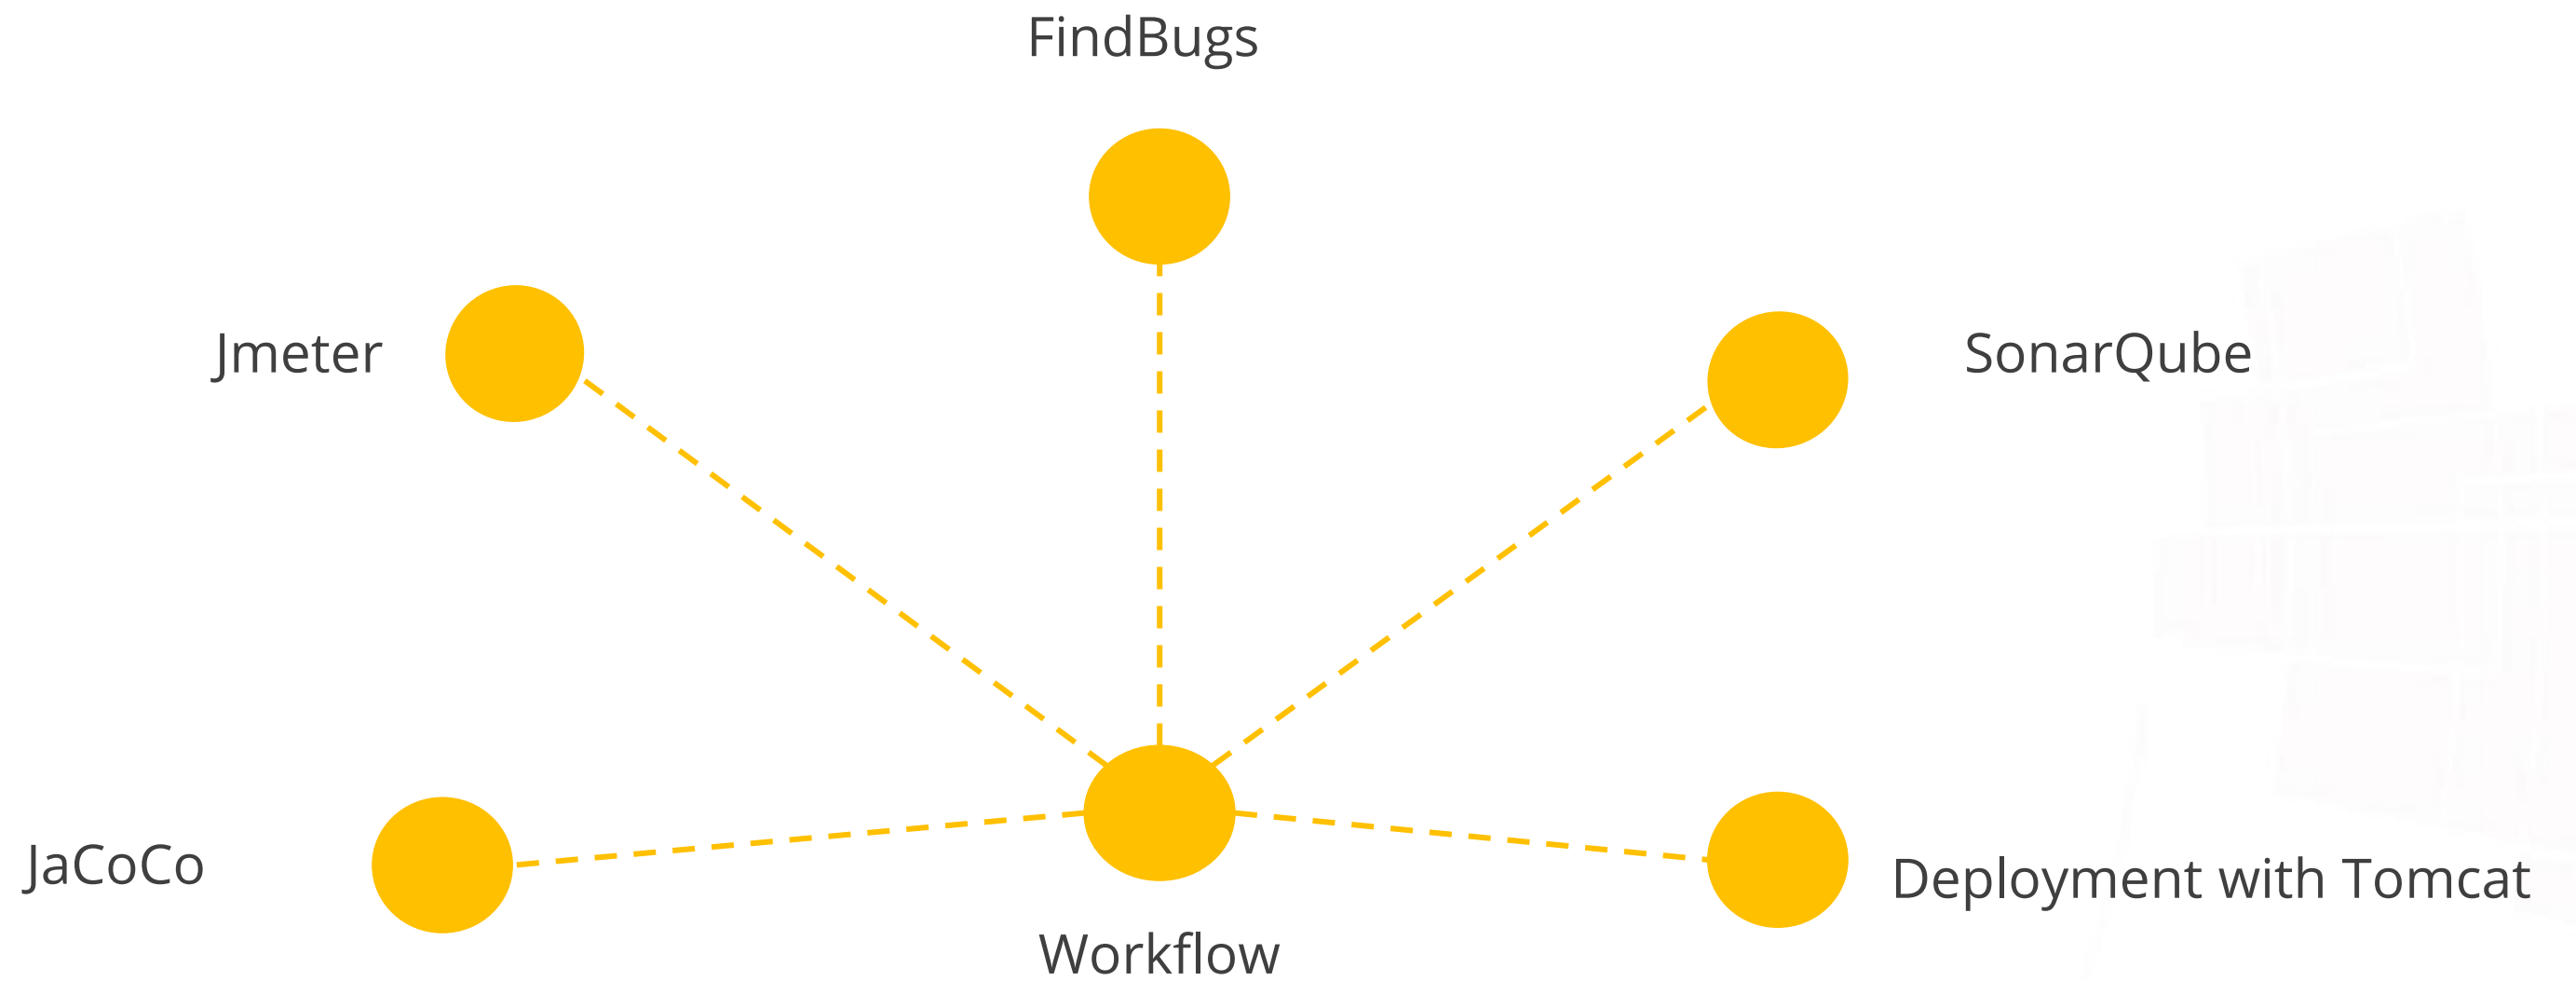 FindBugs
Jmeter
SonarQube
JaCoCo
Deployment with Tomcat
Workflow